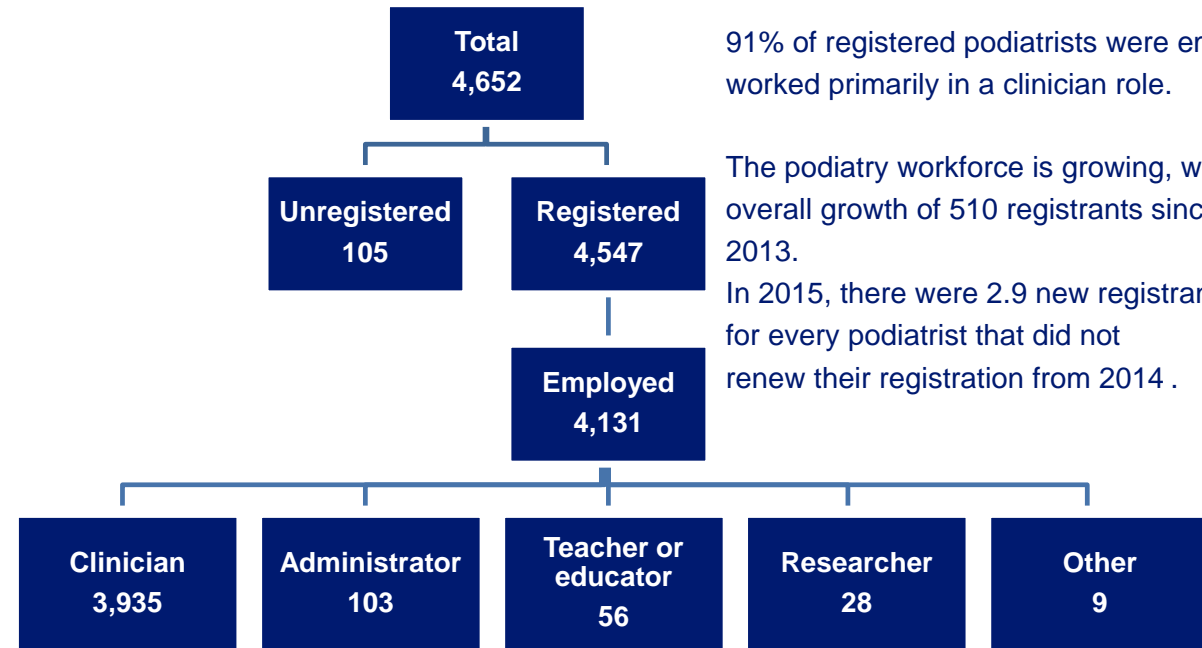 Total
4,652
91% of registered podiatrists were
worked primarily in a clinician role.
The podiatry workforce is growing,
overall growth of 510 registrants
2013.
In 2015, there were 2.9 new
for every podiatrist that did not
renew their registration from 2014 .
Unregistered
105
Registered
4,547
Employed
4,131
Clinician
3,935
Administrator
103
Teacher or
educator
56
Researcher
28
Other
9